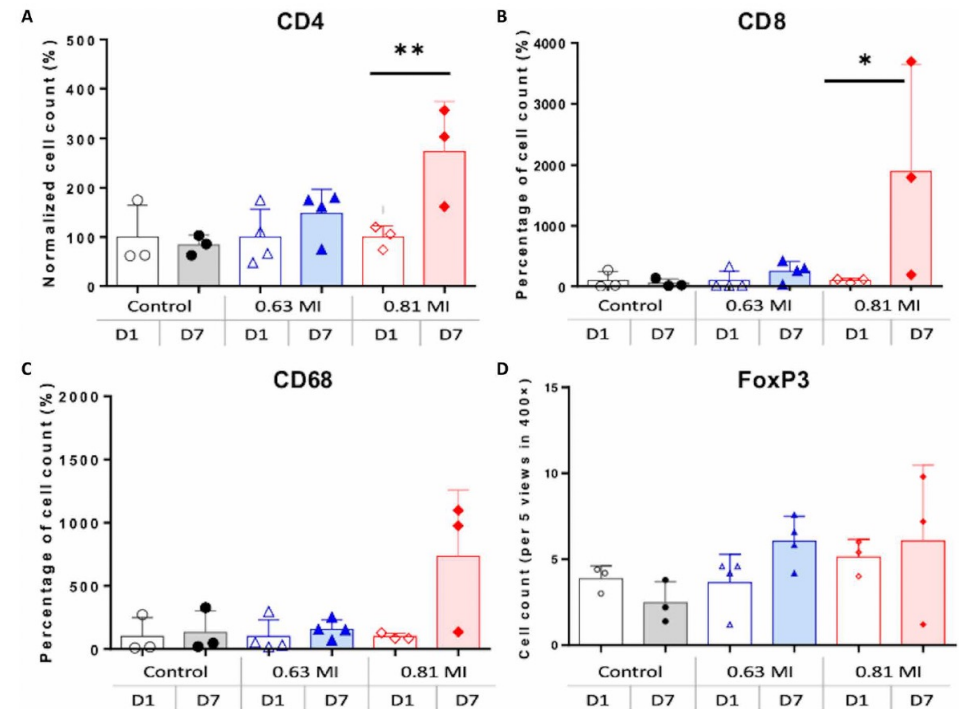 A
CD4
Normalized cell count (%)
500
400
300
200
100
0
**
Control
0.63 MI
0.81 MI
D1
D7
D1
D7
D1
D7
B
CD8
Percentage of cell count (%)
4000
3000
2000
1000
0
*
Control
0.63 MI
0.81 MI
D1
D7
D1
D7
D1
D7
C
CD68
Percentage of cell count (%)
2000
1500
1000
500
0
Control
0.63 MI
0.81 MI
D1
D7
D1
D7
D1
D7
D
FoxP3
Cell count (per 5 views in 400×)
15
10
5
0
Control
0.63 MI
0.81 MI
D1
D7
D1
D7
D1
D7